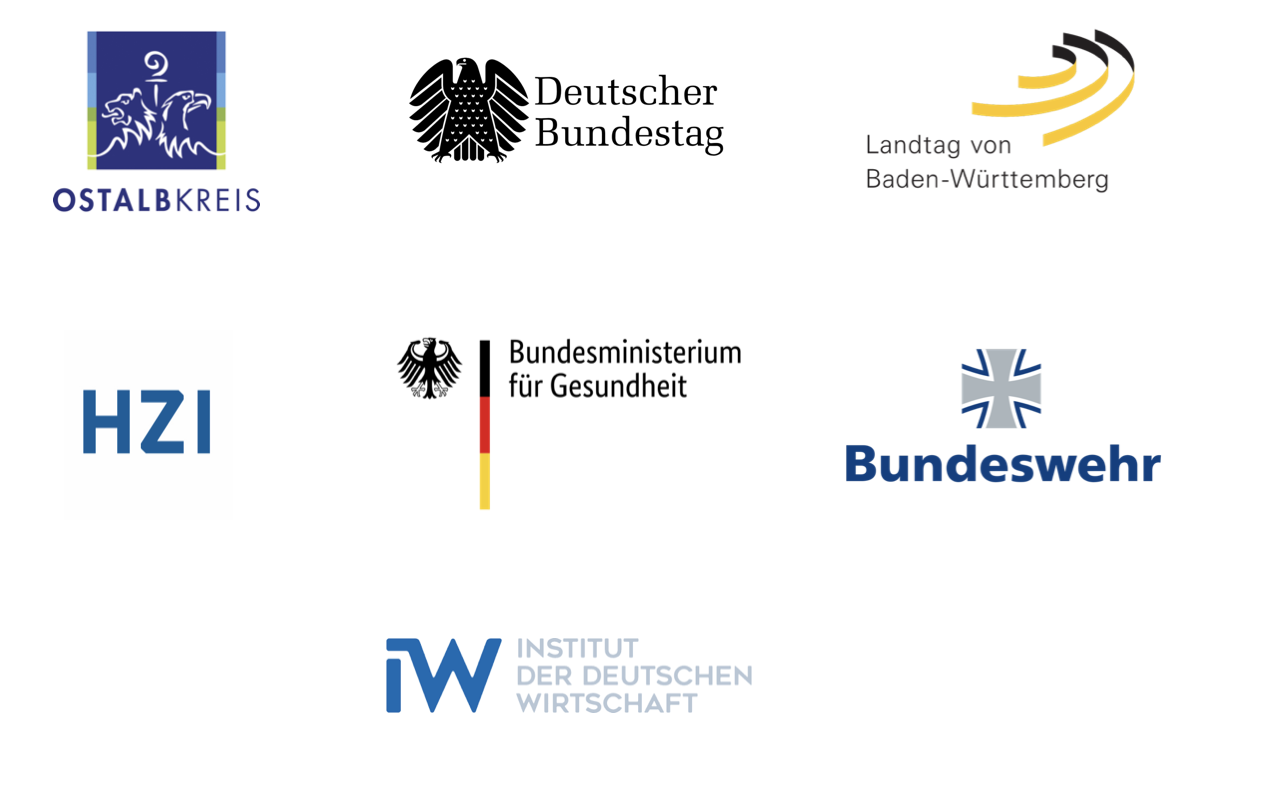 OSTALBKREIS
Deutscher
Bundestag
Landtag von
Baden-Württemberg
HZI
Bundesministerium
für Gesundheit
Bundeswehr
iW
INSTITUT
DER DEUTSCHEN
WIRTSCHAFT